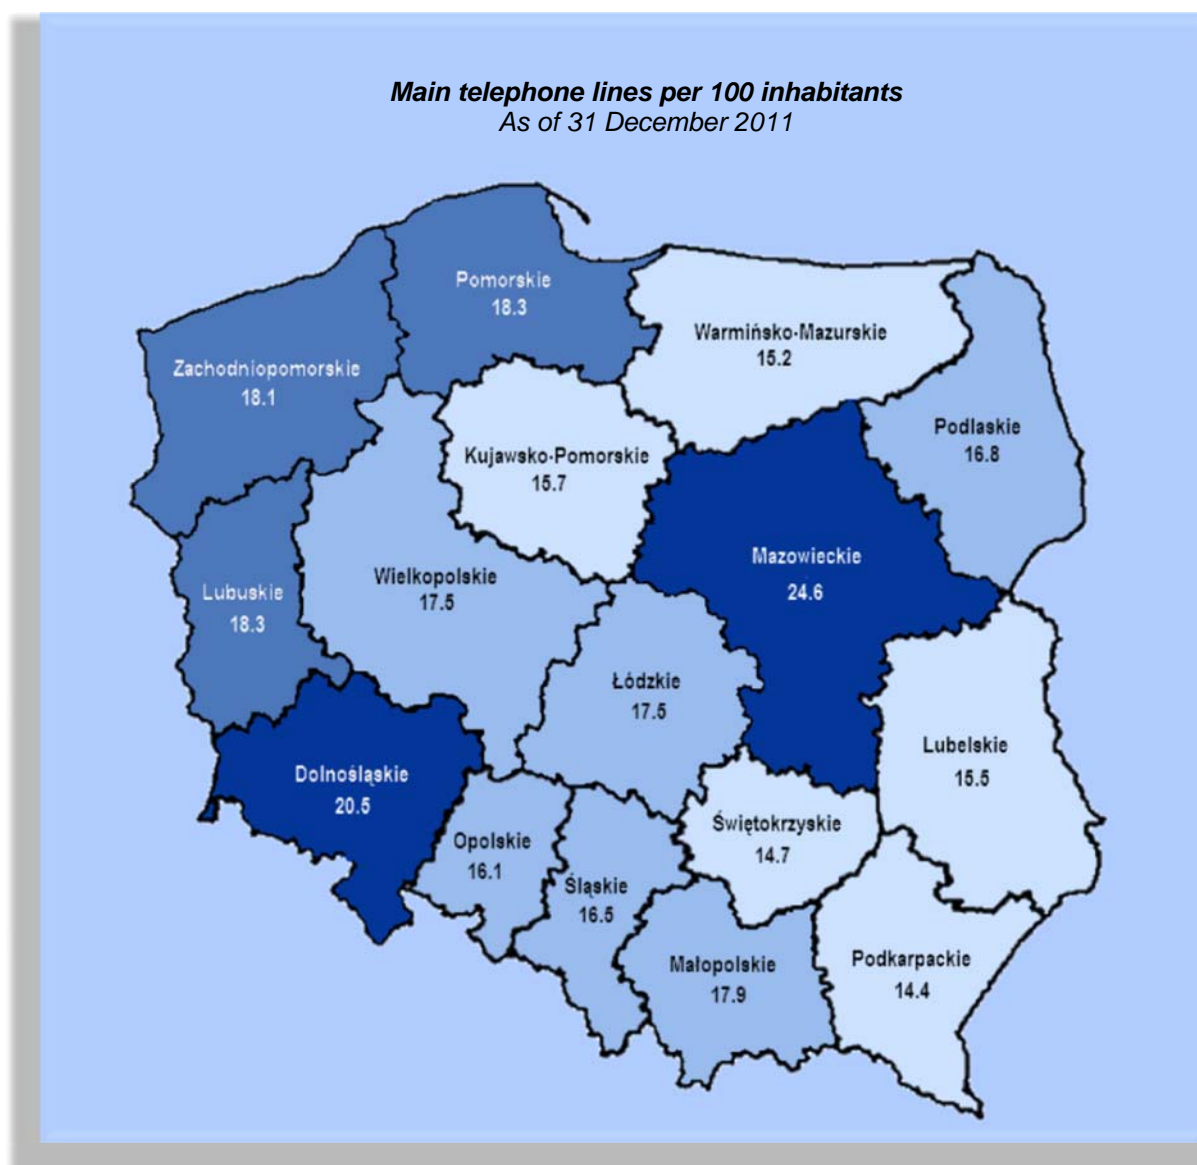 Main telephone lines per 100 inhabitants
As of 31 December 2011
Pomorskie
18.3
Warmińsko-Mazurskie
15.2
Zachodniopomorskie
18.1
Podlaskie
16.8
Kujawsko-Pomorskie
15.7
Mazowieckie
24.6
Wielkopolskie
17.5
Lubuskie
18.3
Łódzkie
17.5
Lubelskie
15.5
Dolnośląskie
20.5
Świętokrzyskie
14.7
Opolskie
16.1
Śląskie
16.5
Małopolskie
17.9
Podkarpackie
14.4